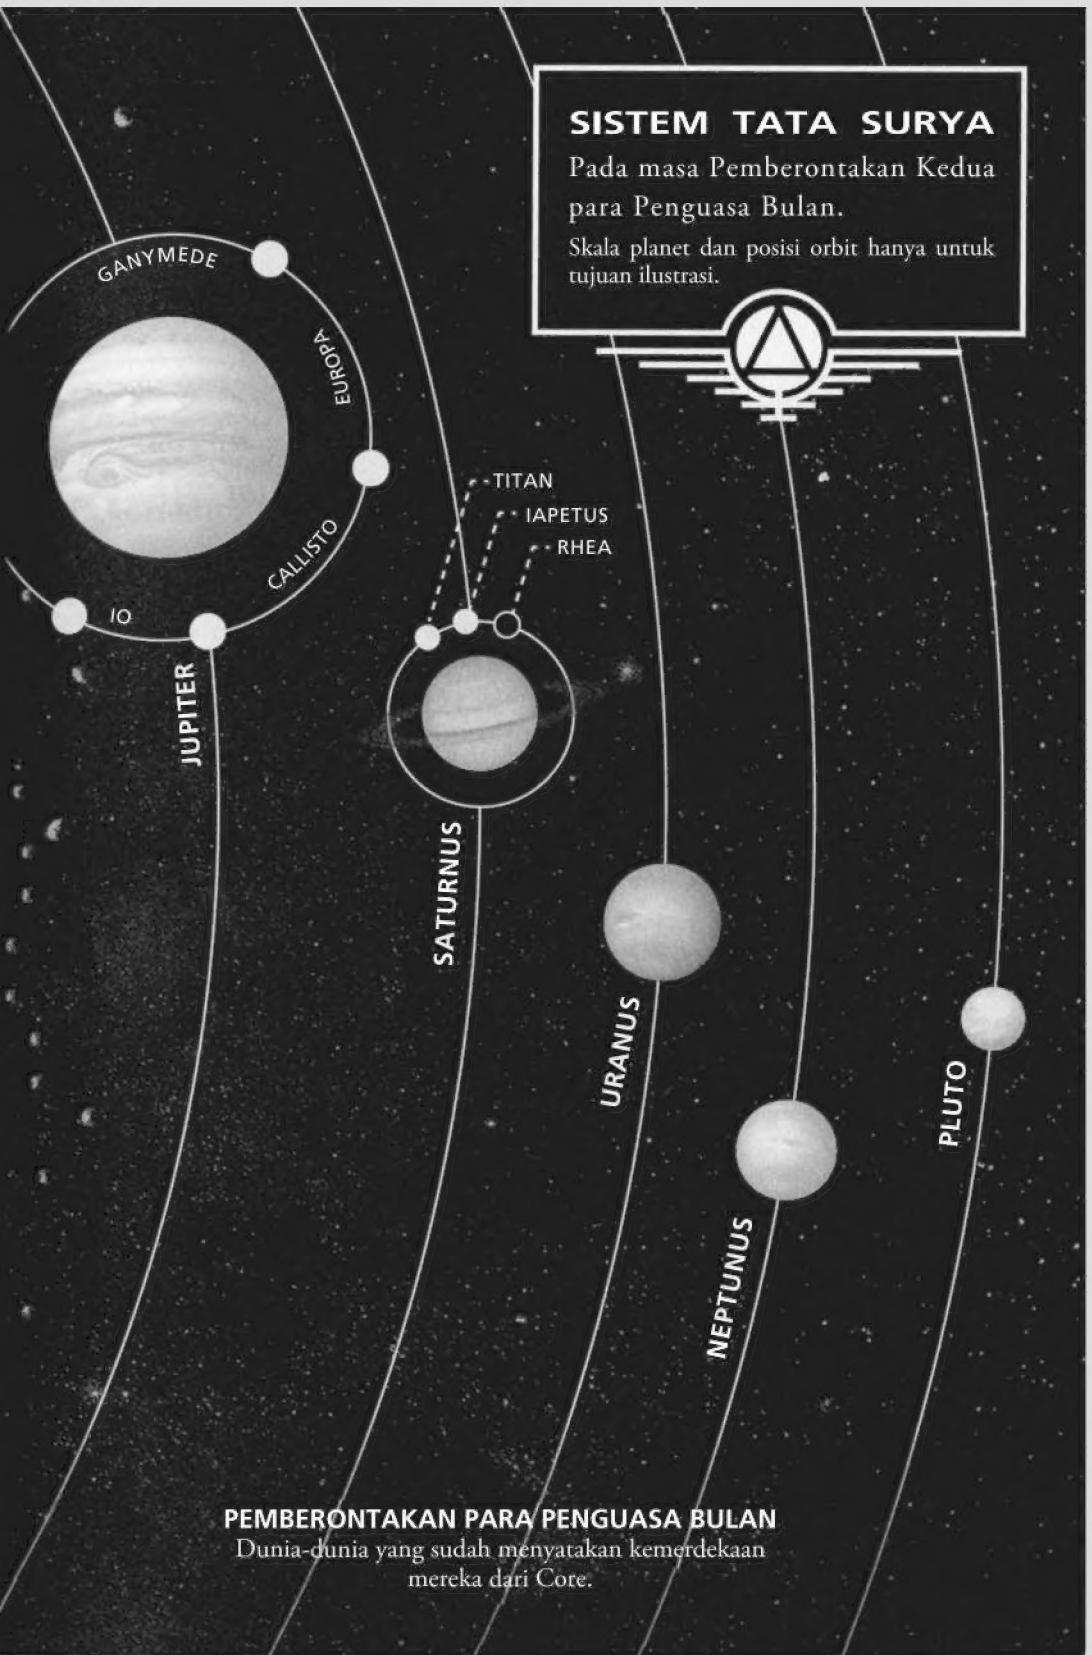 SISTEM TATA SURYA
Pada masa Pemberontakan Kedua
para Penguasa Bulan.
Skala planet dan posisi orbit hanya untuk
tujuan ilustrasi.
GANYMEDE
EUROPA
CALLISTO
IO
JUPITER
TITAN
IAPETUS
RHEA
SATURNUS
URANUS
PLUTO
NEPTUNUS
PEMBERONTAKAN PARA PENGUASA BULAN
Dunia-dunia yang sudah menyatakan kemerdekaan
mereka dari Core.